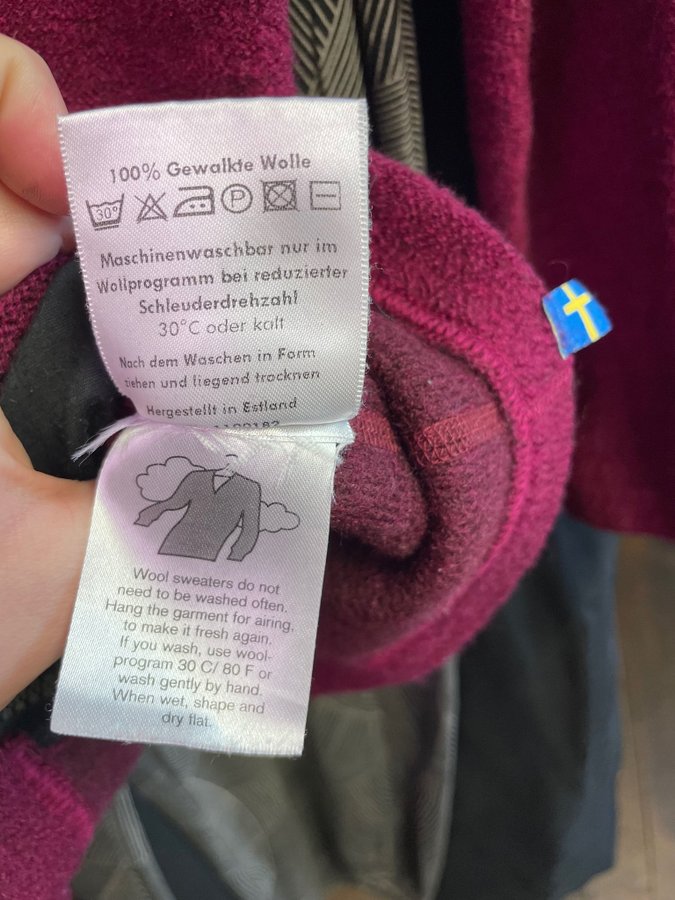 100% Gewalkte Wolle
30° P
Maschinenwaschbar nur im
Wollprogramm bei reduzierter
Schleuderdrehzahl
30°C oder kalt
Nach dem Waschen in Form
ziehen und liegend trocknen
Hergestellt in Estland
Wool sweaters do not
need to be washed often.
Hang the garment for airing,
to make it fresh again.
If you wash, use wool-
program 30 C/ 80 F or
wash gently by hand.
When wet, shape and
dry flat.